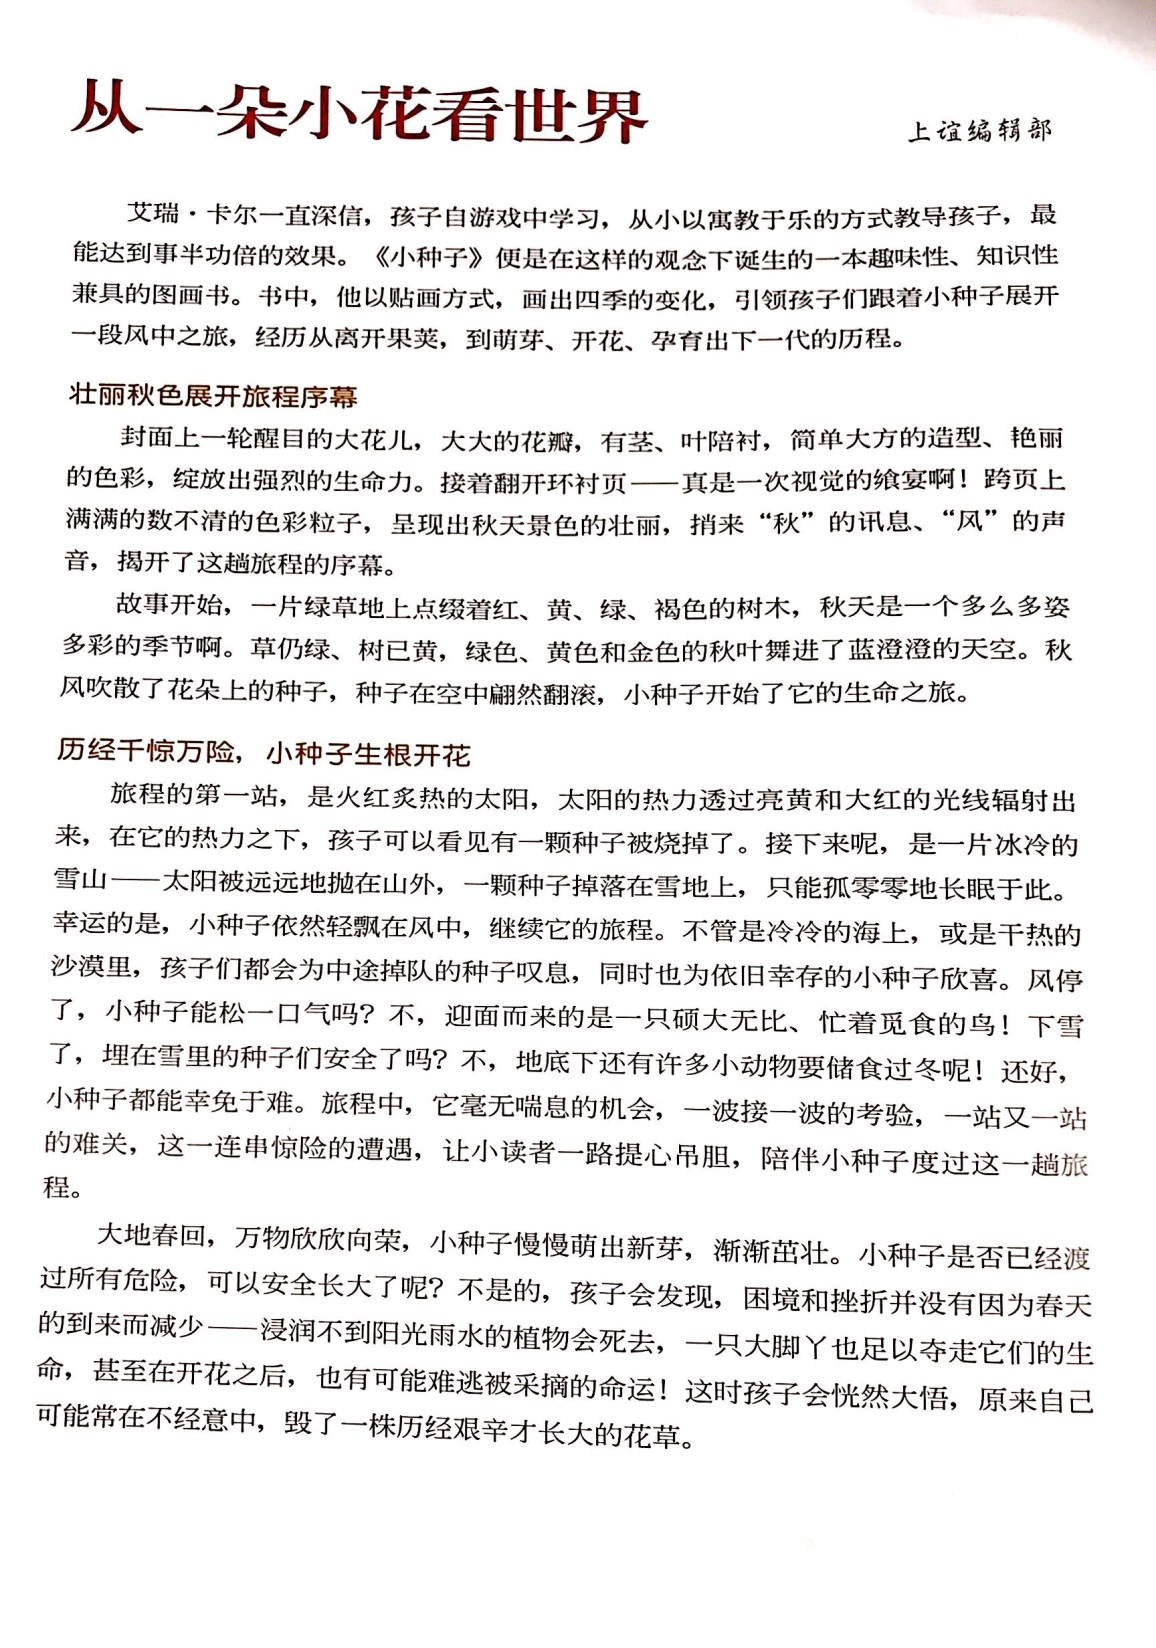 从一朵小花看世界
上谊编辑部
艾瑞·卡尔一直深信，孩子自游戏中学习，从小以寓教于乐的方式教导孩子，最
能达到事半功倍的效果。《小种子》便是在这样的观念下诞生的一本趣味性、知识性
兼具的图画书。书中，他以贴画方式，画出四季的变化，引领孩子们跟着小种子展开
一段风中之旅，经历从离开果荚，到萌芽、开花、孕育出下一代的历程。
壮丽秋色展开旅程序幕
封面上一轮醒目的大花儿，大大的花瓣，有茎、叶陪衬，简单大方的造型、艳丽
的色彩，绽放出强烈的生命力。接着翻开环衬页——真是一次视觉的飨宴啊！跨页上
满满的数不清的色彩粒子，呈现出秋天景色的壮丽，捎来“秋”的讯息、“风”的声
音，揭开了这趟旅程的序幕。
故事开始，一片绿草地上点缀着红、黄、绿、褐色的树木，秋天是一个多么多姿
多彩的季节啊。草仍绿、树已黄，绿色、黄色和金色的秋叶舞进了蓝澄澄的天空。秋
风吹散了花朵上的种子，种子在空中翩然翻滚，小种子开始了它的生命之旅。
历经千惊万险，小种子生根开花
旅程的第一站，是火红炙热的太阳，太阳的热力透过亮黄和大红的光线辐射出
来，在它的热力之下，孩子可以看见有一颗种子被烧掉了。接下来呢，是一片冰冷的
雪山——太阳被远远地抛在山外，一颗种子掉落在雪地上，只能孤零零地长眠于此。
幸运的是，小种子依然轻飘在风中，继续它的旅程。不管是冷冷的海上，或是干热的
沙漠里，孩子们都会为中途掉队的种子叹息，同时也为依旧幸存的小种子欣喜。风停
了，小种子能松一口气吗？不，迎面而来的是一只硕大无比、忙着觅食的鸟！下雪
了，埋在雪里的种子们安全了吗？不，地底下还有许多小动物要储食过冬呢！还好，
小种子都能幸免于难。旅程中，它毫无喘息的机会，一波接一波的考验，一站又一站
的难关，这一连串惊险的遭遇，让小读者一路提心吊胆，陪伴小种子度过这一趟旅
程。
大地春回，万物欣欣向荣，小种子慢慢萌出新芽，渐渐茁壮。小种子是否已经渡
过所有危险，可以安全长大了呢？不是的，孩子会发现，困境和挫折并没有因为春天
的到来而减少——浸润不到阳光雨水的植物会死去，一只大脚丫也足以夺走它们的生
命，甚至在开花之后，也有可能难逃被采摘的命运！这时孩子会恍然大悟，原来自己
可能常在不经意中，毁了一株历经艰辛才长大的花草。